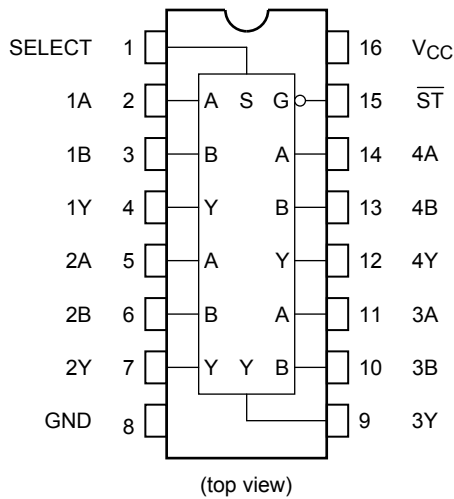 SELECT 1 16 VCC
1A 2 A S G 15 ST
1B 3 B A 14 4A
1Y 4 Y B 13 4B
2A 5 A Y 12 4Y
2B 6 B A 11 3A
2Y 7 Y Y B 10 3B
GND 8 9 3Y
(top view)